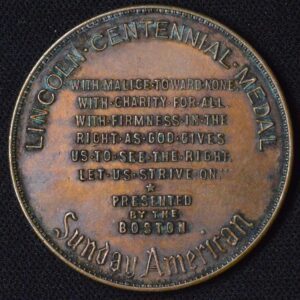 LINCOLN·CENTENNIAL·MEDAL
"WITH·MALICE·TOWARD·NONE,
WITH·CHARITY·FOR·ALL.
WITH·FIRMNESS·IN·THE
RIGHT·AS·GOD·GIVES
US·TO·SEE·THE·RIGHT.
LET·US·STRIVE·ON."
PRESENTED
BY THE
BOSTON
Sunday American